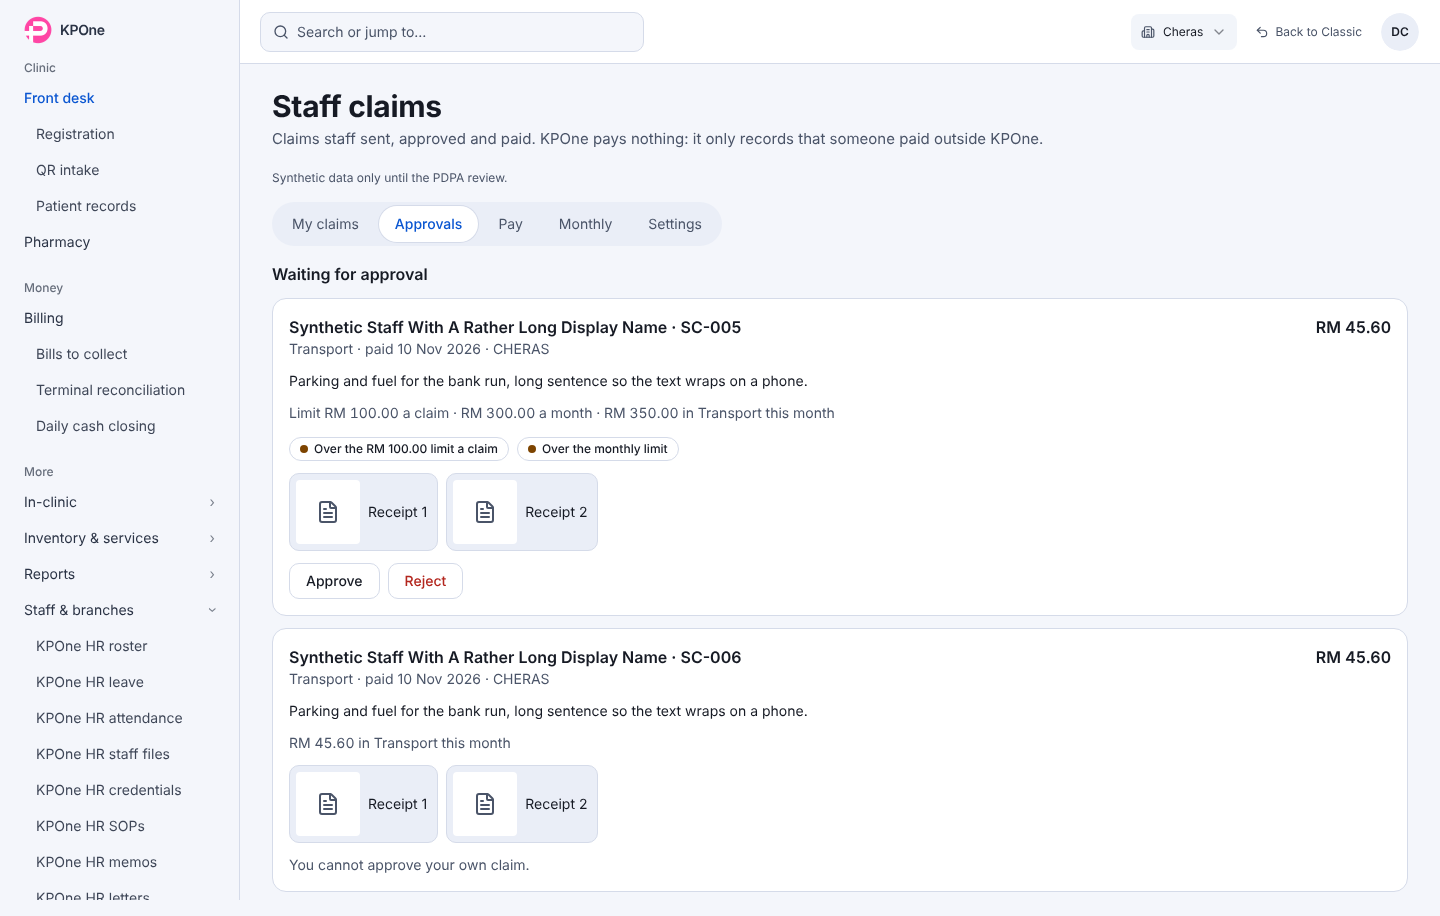 KPOne
Clinic
Front desk
Registration
QR intake
Patient records
Pharmacy
Money
Billing
Bills to collect
Terminal reconciliation
Daily cash closing
More
In-clinic
Inventory & services
Reports
Staff & branches
KPOne HR roster
KPOne HR leave
KPOne HR attendance
KPOne HR staff files
KPOne HR credentials
KPOne HR SOPs
KPOne HR memos
KPOne HR letters
Search or jump to...
Cheras
Back to Classic
DC
Staff claims
Claims staff sent, approved and paid. KPOne pays nothing: it only records that someone paid outside KPOne.
Synthetic data only until the PDPA review.
My claims
Approvals
Pay
Monthly
Settings
Waiting for approval
Synthetic Staff With A Rather Long Display Name · SC-005
RM 45.60
Transport · paid 10 Nov 2026 · CHERAS
Parking and fuel for the bank run, long sentence so the text wraps on a phone.
Limit RM 100.00 a claim · RM 300.00 a month · RM 350.00 in Transport this month
Over the RM 100.00 limit a claim
Over the monthly limit
Receipt 1
Receipt 2
Approve
Reject
Synthetic Staff With A Rather Long Display Name · SC-006
RM 45.60
Transport · paid 10 Nov 2026 · CHERAS
Parking and fuel for the bank run, long sentence so the text wraps on a phone.
RM 45.60 in Transport this month
Receipt 1
Receipt 2
You cannot approve your own claim.